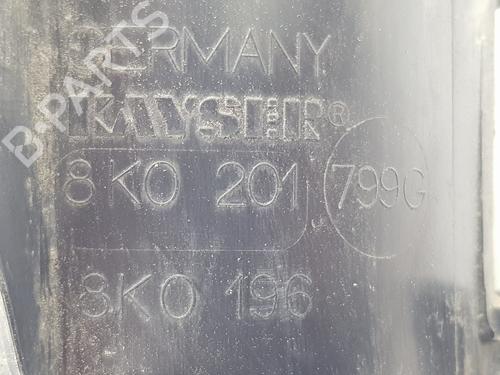 GERMANY
KAYSER®
8K0 201 799G
8K0 196
B-PARTS